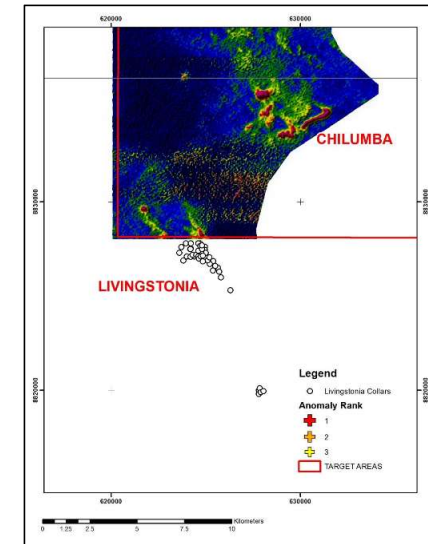 620000
630000
CHILUMBA
8830000
8830000
LIVINGSTONIA
Legend
Livingstonia Collars
Anomaly Rank
1
2
3
TARGET AREAS
8820000
8820000
620000
630000
0 1.25 2.5 5 7.5 10 Kilometers